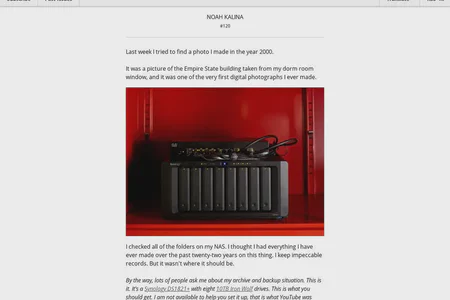 NOAH KALINA
#120
Last week I tried to find a photo I made in the year 2000.
It was a picture of the Empire State building taken from my dorm room
window, and it was one of the very first digital photographs I ever made.
I checked all of the folders on my NAS. I thought I had everything I have
ever made over the past twenty-two years on this thing. I keep impeccable
records. But it wasn't where it should be.
By the way, lots of people ask me about my archive and backup situation. This is
it. It's a Synology DS1821+ with eight 10TB Iron Wolf drives. This is what you
should get. I am not available to help you set it up, that is what YouTube was